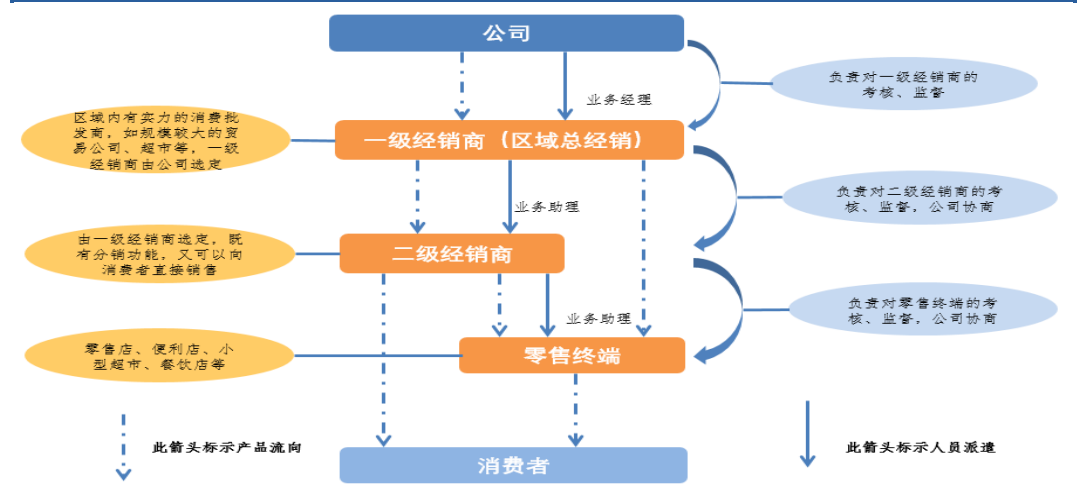 公司
负责对一级经销商的
考核、监督
业务经理
区域内有实力的消费批
发商，如规模较大的贸
易公司、超市等，一级
经销商由公司选定
一级经销商（区域总经销）
负责对二级经销商的考
核、监督，公司协商
业务助理
由一级经销商选定，既
有分销功能，又可以向
消费者直接销售
二级经销商
负责对零售终端的考
核、监督，公司协商
业务助理
零售店、便利店、小
型超市、餐饮店等
零售终端
此箭头标示产品流向
此箭头标示人员派遣
消费者